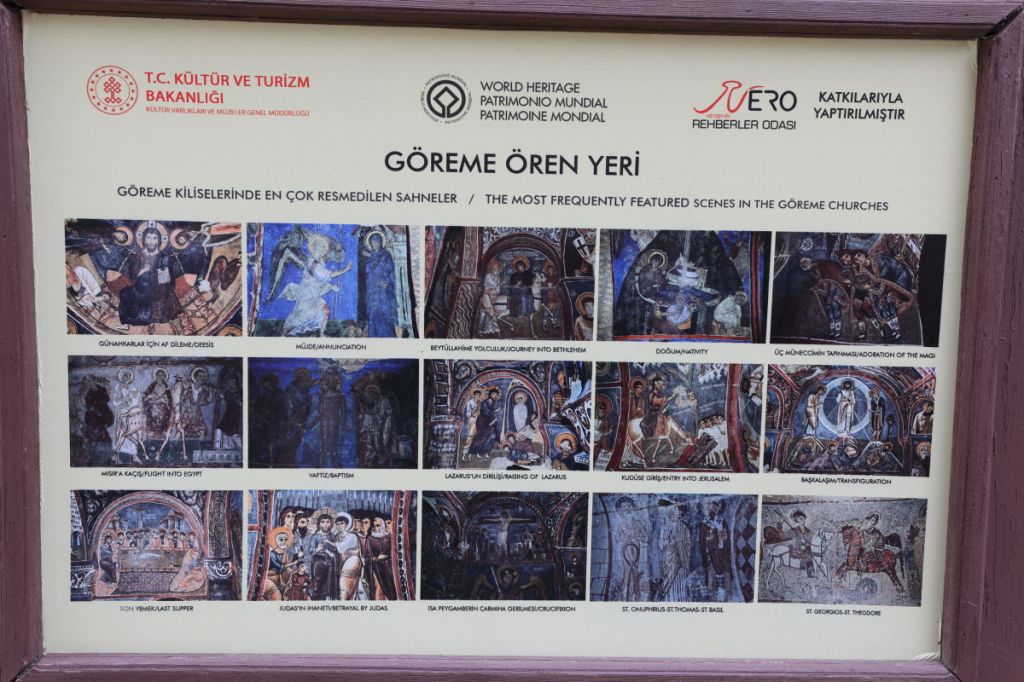 T.C. KÜLTÜR VE TURİZM
BAKANLIĞI
KÜLTÜR VARLIKLARI VE MÜZELER GENEL MÜDÜRLÜĞÜ
WORLD HERITAGE
PATRIMONIO MUNDIAL
PATRIMOINE MONDIAL
NERO
NEVŞEHİR
REHBERLER ODASI
KATKILARIYLA
YAPTIRILMIŞTIR
GÖREME ÖREN YERİ
GÖREME KİLİSELERİNDE EN ÇOK RESMEDİLEN SAHNELER / THE MOST FREQUENTLY FEATURED SCENES IN THE GÖREME CHURCHES
GÜNAHKARLAR İÇİN AF DİLEME/DEESIS
MÜJDE/ANNUNCIATION
BEYTÜLLAHİME YOLCULUK/JOURNEY INTO BETHLEHEM
DOĞUM/NATIVITY
ÜÇ MÜNECCİMİN TAPINMASI/ADORATION OF THE MAGI
MISIR'A KAÇIŞ/FLIGHT INTO EGYPT
VAFTİZ/BAPTISM
LAZARUS'UN DİRİLİŞİ/RAISING OF LAZARUS
KUDÜSE GİRİŞ/ENTRY INTO JERUSALEM
BAŞKALAŞIM/TRANSFIGURATION
SON YEMEK/LAST SUPPER
JUDAS'IN İHANETİ/BETRAYAL BY JUDAS
İSA PEYGAMBERİN ÇARMIHA GERİLMESİ/CRUCIFIXION
ST. ONUPHRIUS-ST.THOMAS-ST BASIL
ST. GEORGIOS-ST. THEODORE